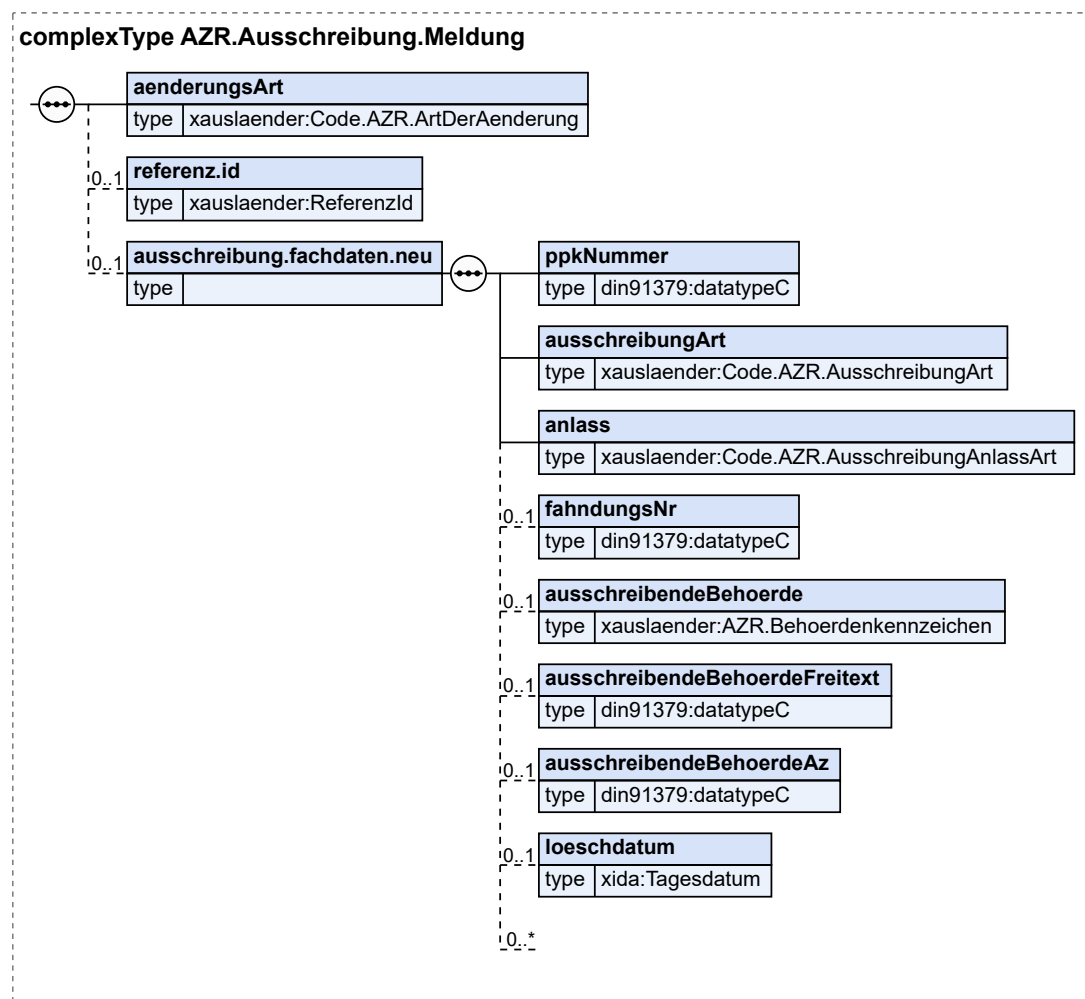 complexType AZR.Ausschreibung.Meldung
aenderungsArt
type xauslaender:Code.AZR.ArtDerAenderung
0..1 referenz.id
type xauslaender:ReferenzId
0..1 ausschreibung.fachdaten.neu
type
ppkNummer
type din91379:datatypeC
ausschreibungArt
type xauslaender:Code.AZR.AusschreibungArt
anlass
type xauslaender:Code.AZR.AusschreibungAnlassArt
0..1 fahndungsNr
type din91379:datatypeC
0..1 ausschreibendeBehoerde
type xauslaender:AZR.Behoerdenkennzeichen
0..1 ausschreibendeBehoerdeFreitext
type din91379:datatypeC
0..1 ausschreibendeBehoerdeAz
type din91379:datatypeC
0..1 loeschdatum
type xida:Tagesdatum
0..*